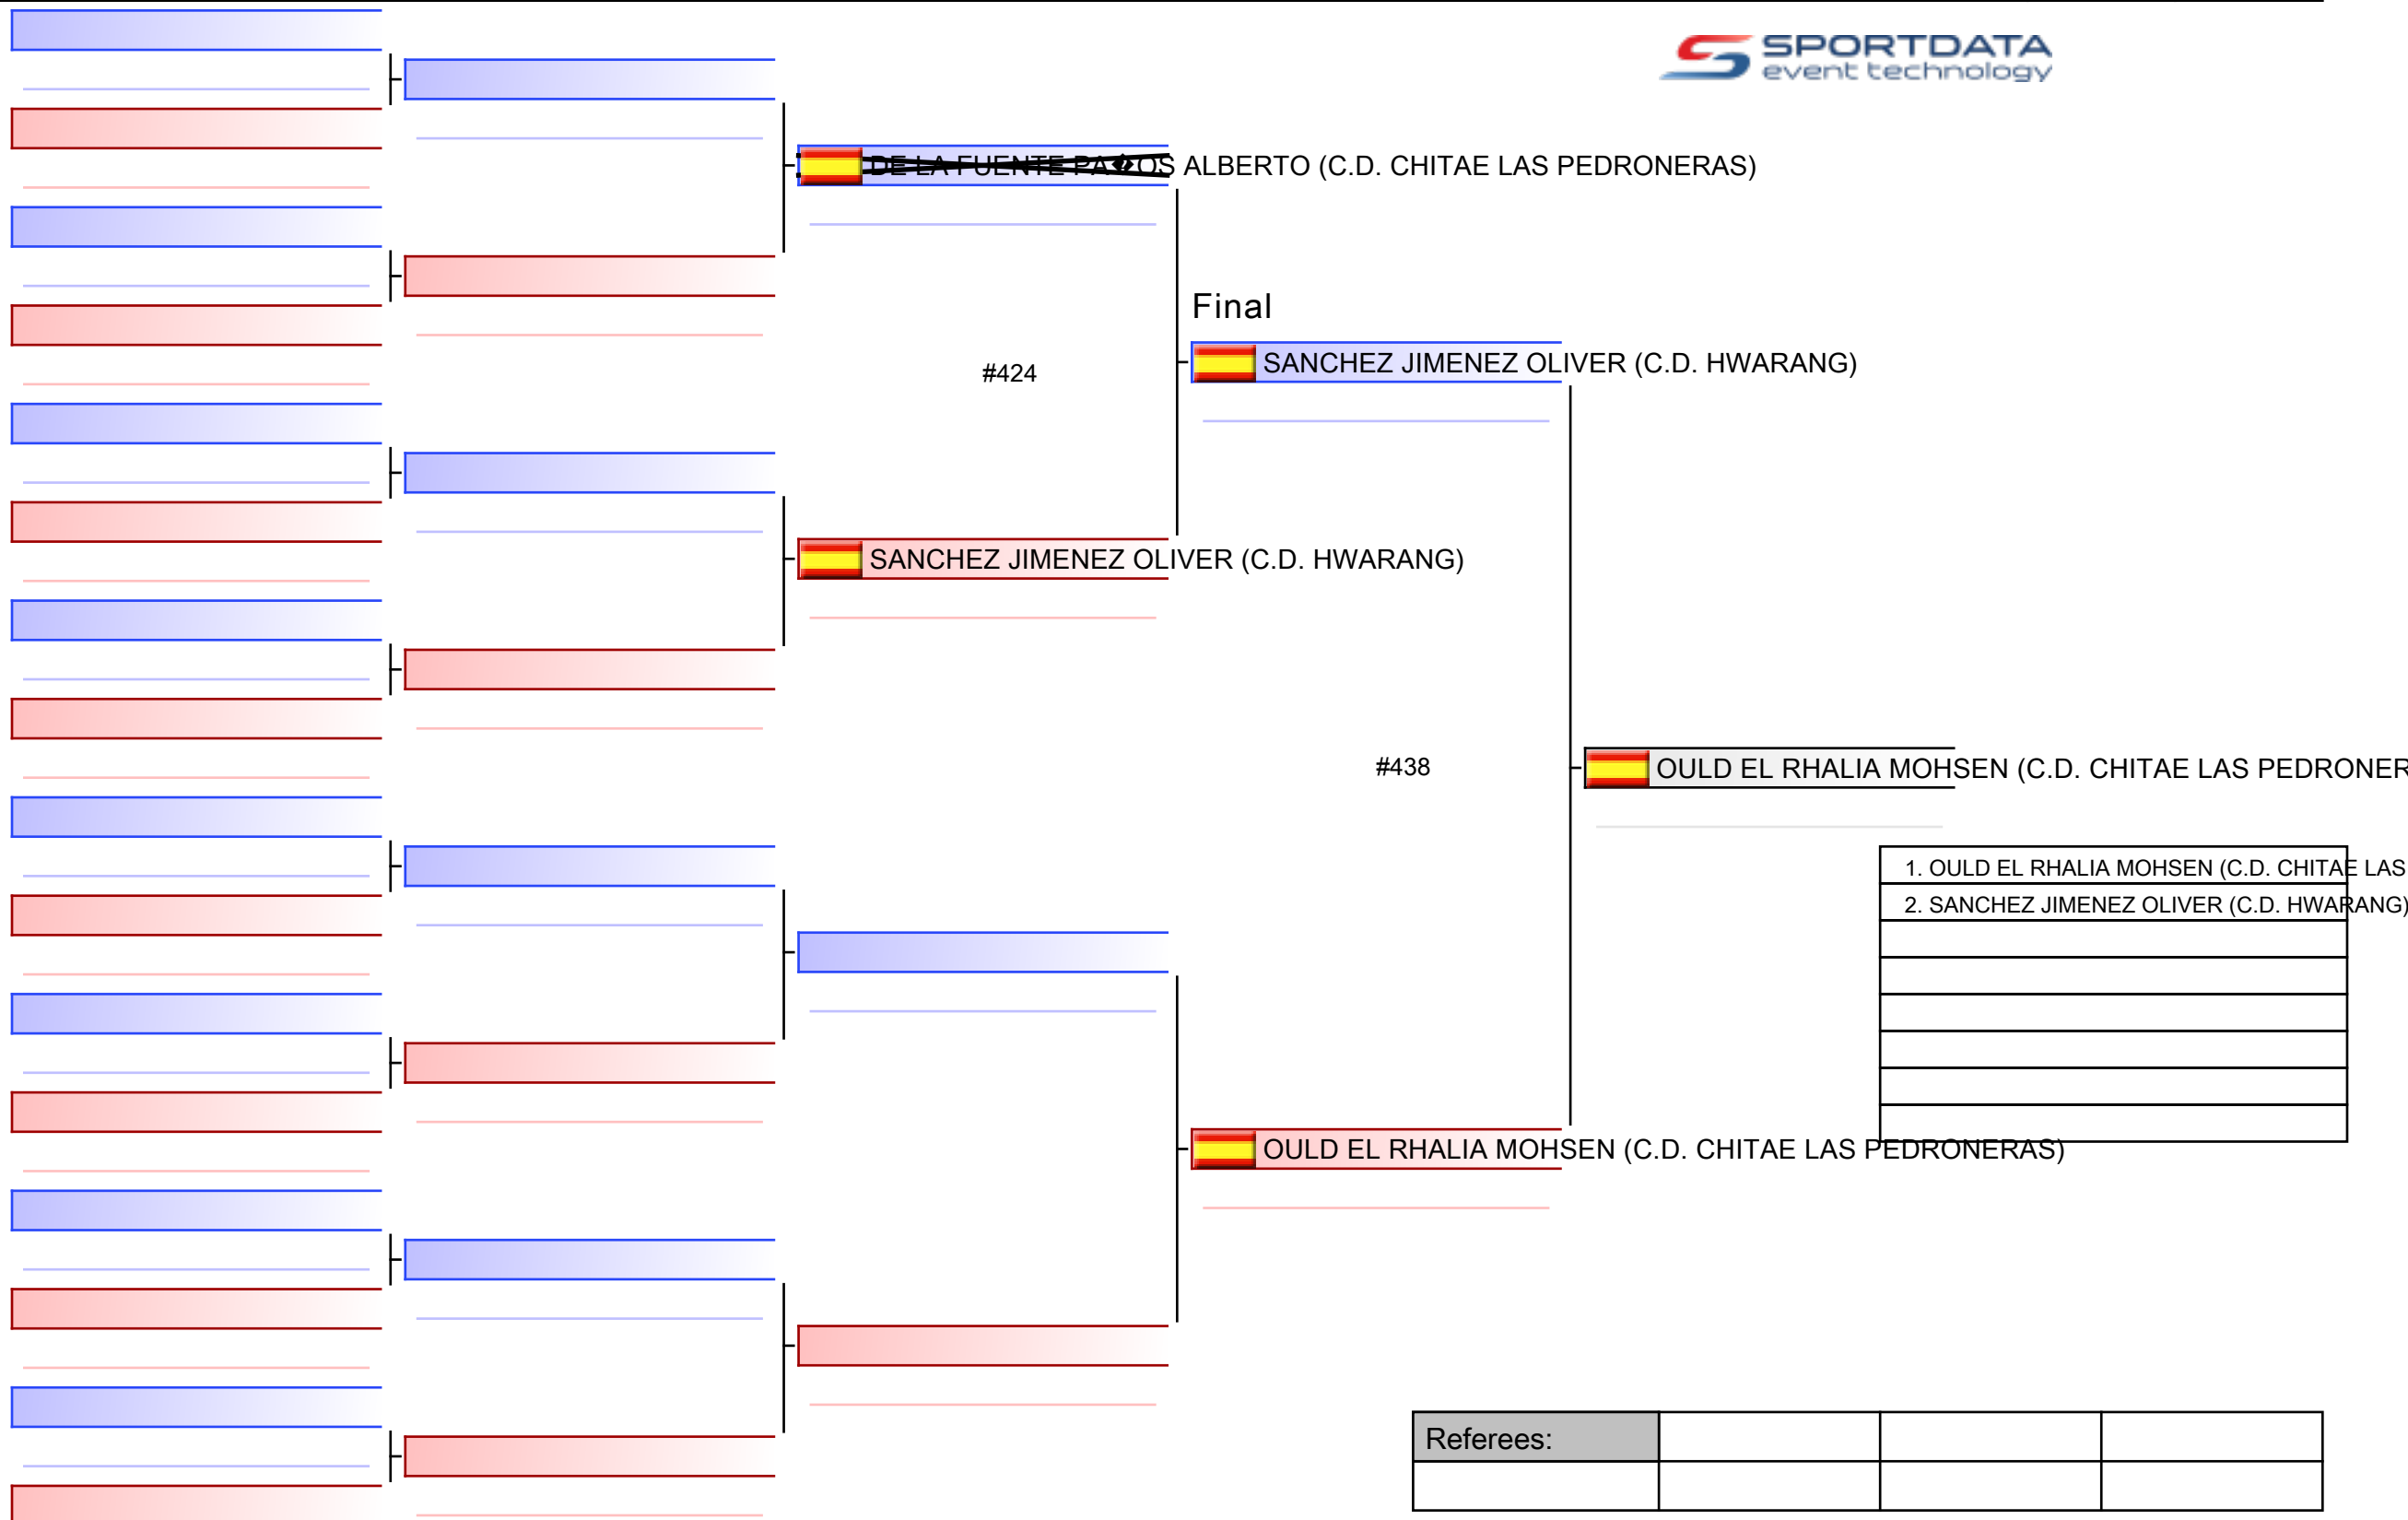 SPORTDATA
event technology
DE LA FUENTE PA�OS ALBERTO (C.D. CHITAE LAS PEDRONERAS)
Final
SANCHEZ JIMENEZ OLIVER (C.D. HWARANG)
#424
SANCHEZ JIMENEZ OLIVER (C.D. HWARANG)
#438
OULD EL RHALIA MOHSEN (C.D. CHITAE LAS PEDRONER
1. OULD EL RHALIA MOHSEN (C.D. CHITAE LAS
2. SANCHEZ JIMENEZ OLIVER (C.D. HWARANG)
OULD EL RHALIA MOHSEN (C.D. CHITAE LAS PEDRONERAS)
Referees: